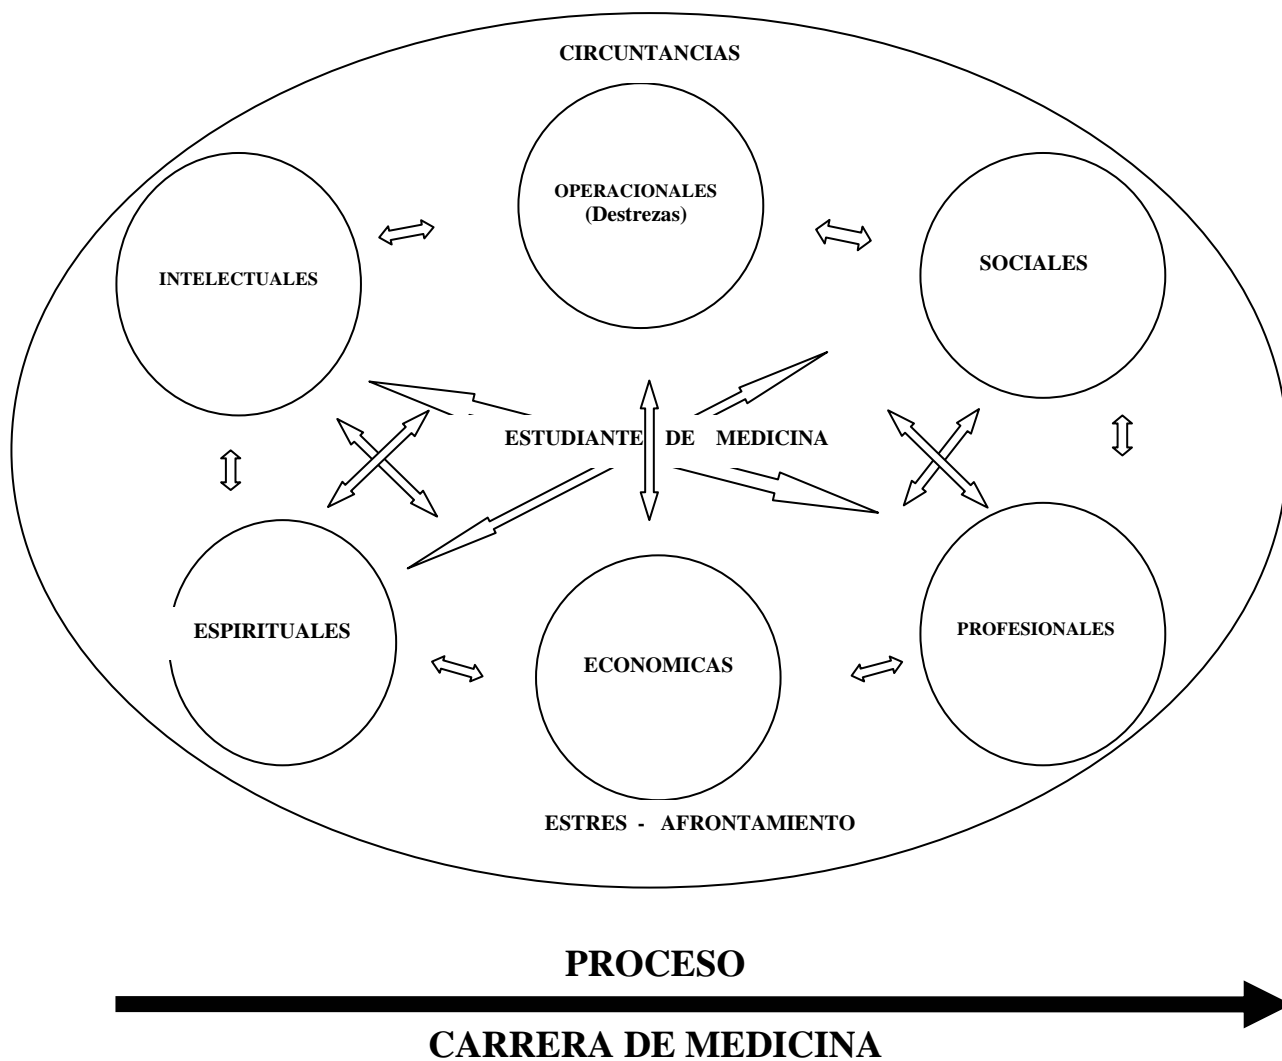 CIRCUNTANCIAS
OPERACIONALES
(Destrezas)
SOCIALES
INTELECTUALES
ESTUDIANTE DE MEDICINA
ESPIRITUALES
PROFESIONALES
ECONOMICAS
ESTRES - AFRONTAMIENTO
PROCESO
CARRERA DE MEDICINA